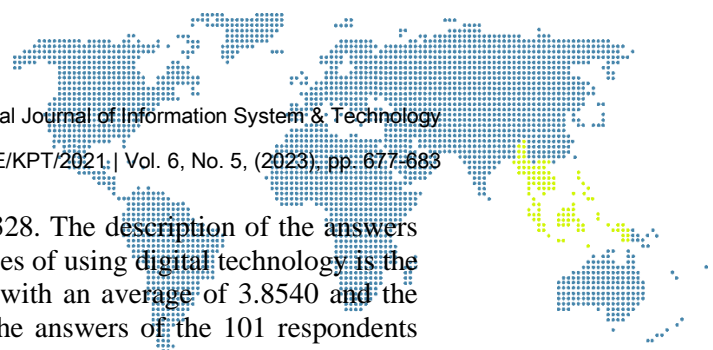 al Journal of Information System & Technology
E/KPT/2021 | Vol. 6, No. 5, (2023), pp. 677-683
328. The description of the answers
es of using digital technology is the
with an average of 3.8540 and the
he answers of the 101 respondents